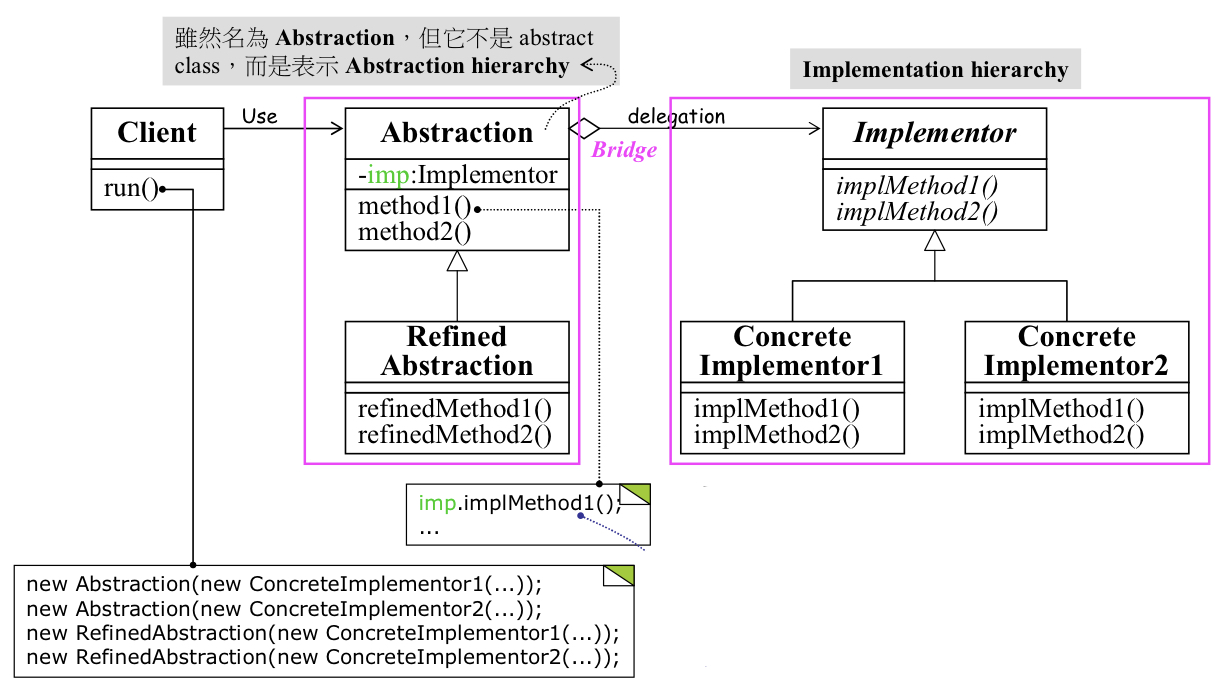 雖然名為 Abstraction，但它不是 abstract
class，而是表示 Abstraction hierarchy
Implementation hierarchy
Client
run()
Use
Abstraction
-imp:Implementor
method1()
method2()
delegation
Bridge
Implementor
implMethod1()
implMethod2()
Refined
Abstraction
refinedMethod1()
refinedMethod2()
Concrete
Implementor1
implMethod1()
implMethod2()
Concrete
Implementor2
implMethod1()
implMethod2()
imp.implMethod1();
...
new Abstraction(new ConcreteImplementor1(...));
new Abstraction(new ConcreteImplementor2(...));
new RefinedAbstraction(new ConcreteImplementor1(...));
new RefinedAbstraction(new ConcreteImplementor2(...));